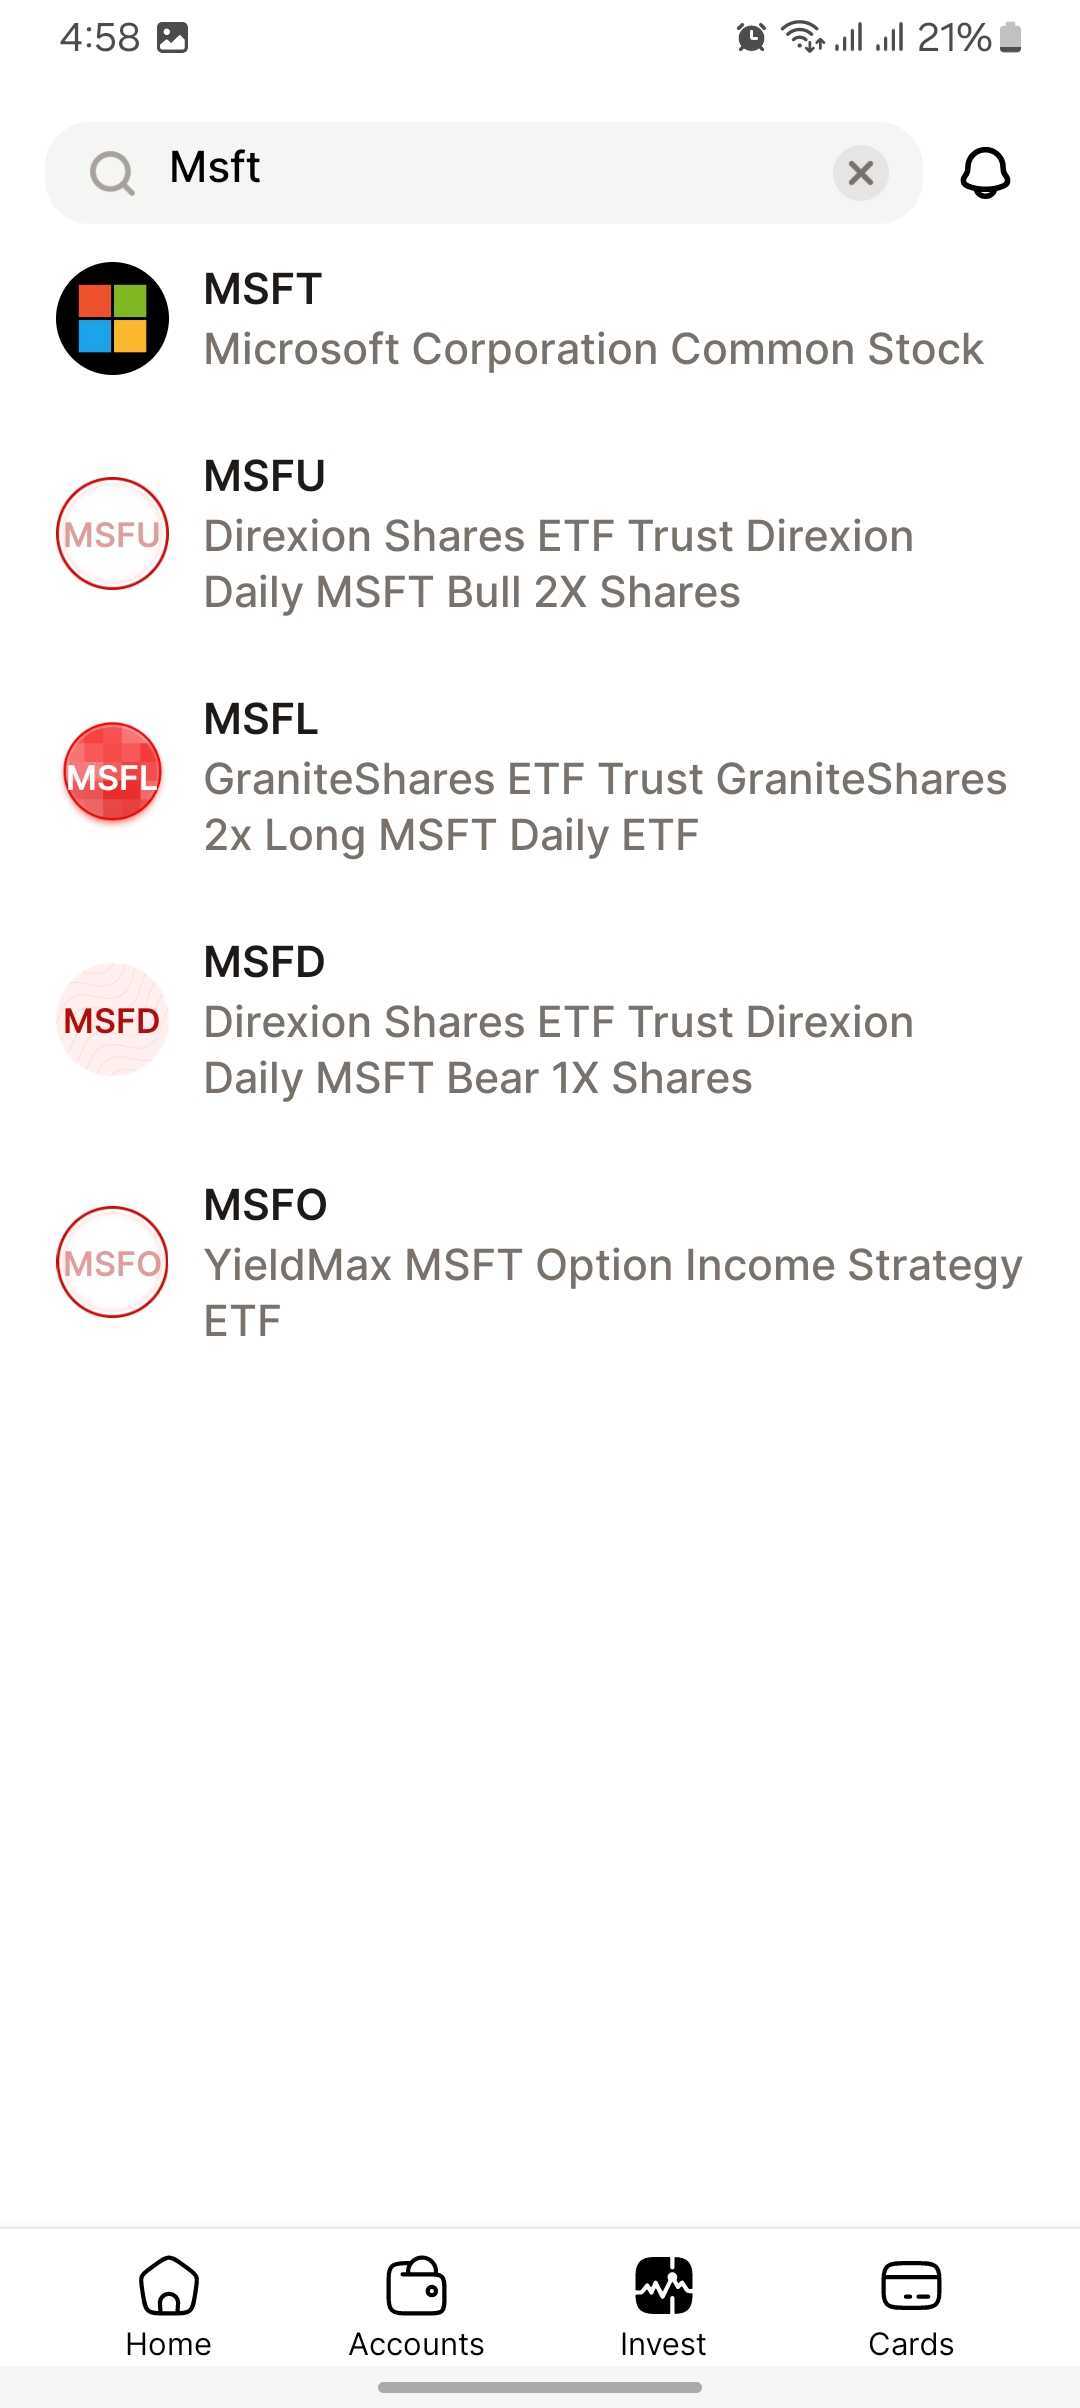 4:58 21%
Msft
MSFT
Microsoft Corporation Common Stock
MSFU
MSFU
Direxion Shares ETF Trust Direxion
Daily MSFT Bull 2X Shares
MSFL
MSFL
GraniteShares ETF Trust GraniteShares
2x Long MSFT Daily ETF
MSFD
MSFD
Direxion Shares ETF Trust Direxion
Daily MSFT Bear 1X Shares
MSFO
MSFO
YieldMax MSFT Option Income Strategy
ETF
Home Accounts Invest Cards